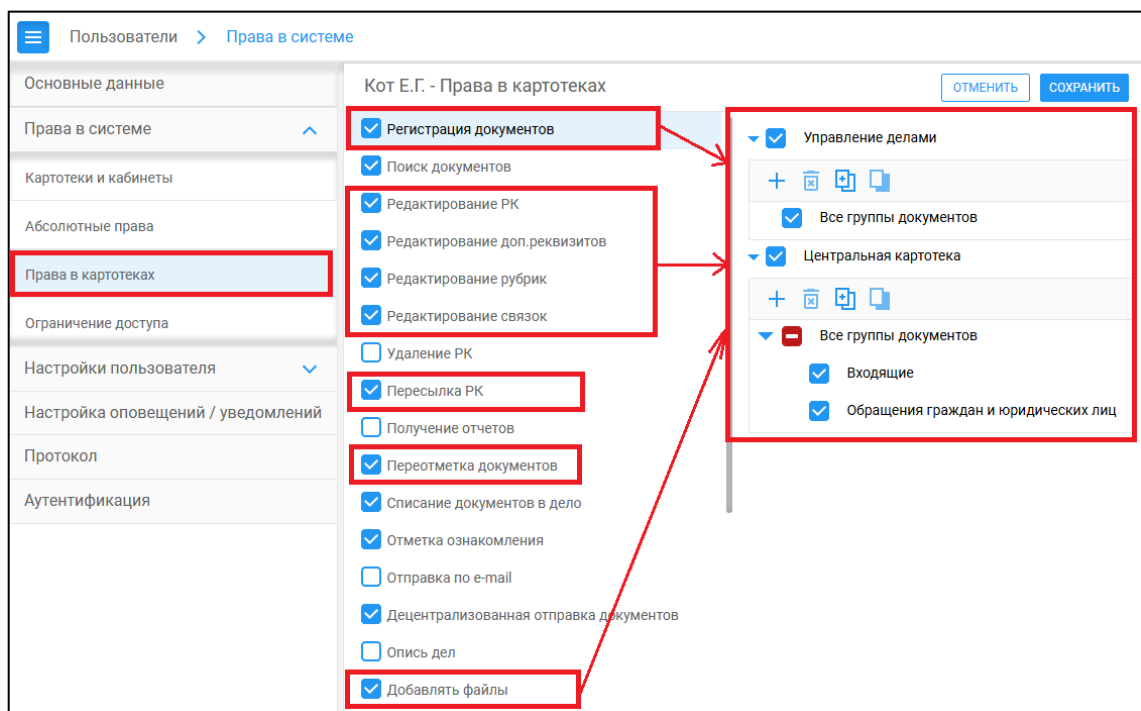 Пользователи > Права в системе
Основные данные
Права в системе
Картотеки и кабинеты
Абсолютные права
Права в картотеках
Ограничение доступа
Настройки пользователя
Настройка оповещений / уведомлений
Протокол
Аутентификация
Кот Е.Г. - Права в картотеках
ОТМЕНИТЬ
СОХРАНИТЬ
Регистрация документов
Поиск документов
Редактирование РК
Редактирование доп.реквизитов
Редактирование рубрик
Редактирование связок
Удаление РК
Пересылка РК
Получение отчетов
Переотметка документов
Списание документов в дело
Отметка ознакомления
Отправка по e-mail
Децентрализованная отправка документов
Опись дел
Добавлять файлы
Управление делами
Все группы документов
Центральная картотека
Все группы документов
Входящие
Обращения граждан и юридических лиц